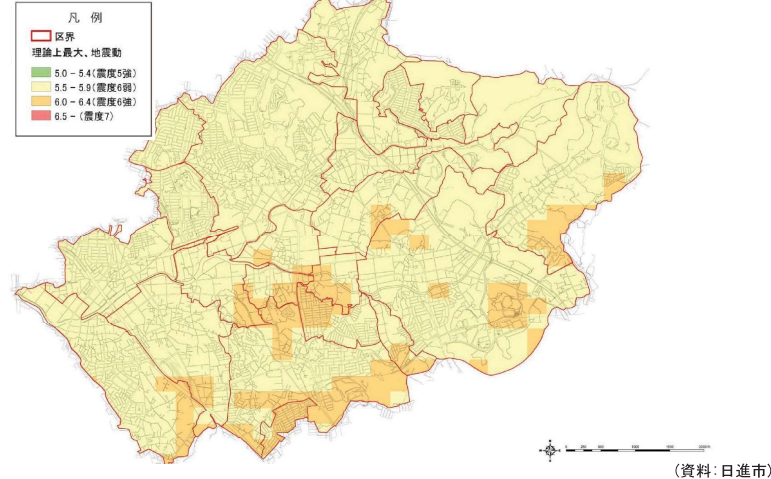 凡 例
区界
理論上最大、地震動
5.0 - 5.4(震度5強)
5.5 - 5.9(震度6弱)
6.0 - 6.4(震度6強)
6.5 - (震度7)
(資料:日進市)